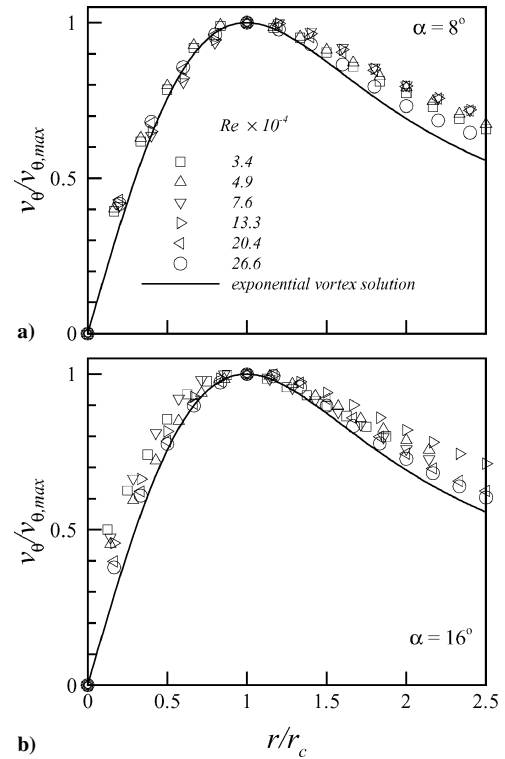 1
α = 8°
Re × 10⁻⁴
3.4
0.5
4.9
7.6
13.3
20.4
26.6
exponential vortex solution
vθ/vθ,max
0
a)
1
0.5
vθ/vθ,max
α = 16°
0
0 0.5 1 1.5 2 2.5
b) r/rc